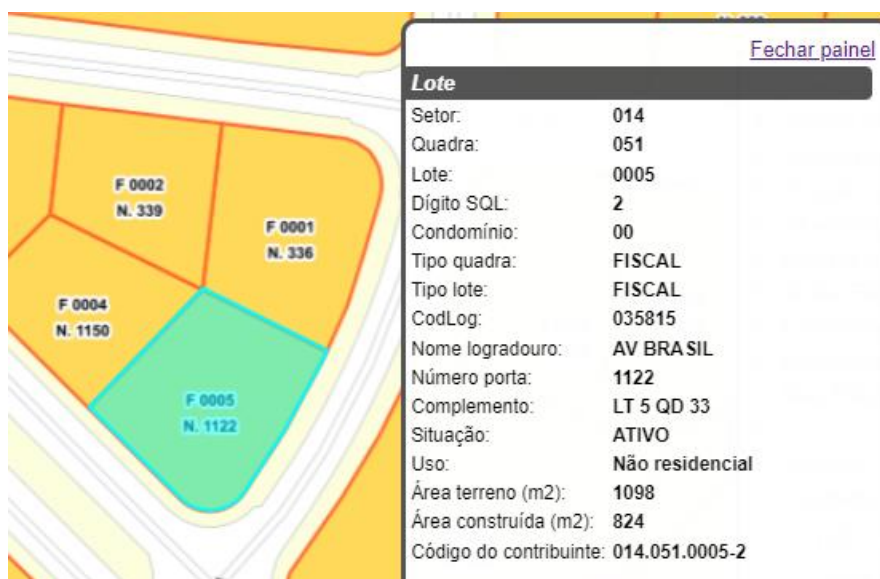 Fechar painel
Lote
Setor: 014
Quadra: 051
Lote: 0005
Dígito SQL: 2
Condomínio: 00
Tipo quadra: FISCAL
Tipo lote: FISCAL
CodLog: 035815
Nome logradouro: AV BRASIL
Número porta: 1122
Complemento: LT 5 QD 33
Situação: ATIVO
Uso: Não residencial
Área terreno (m2): 1098
Área construída (m2): 824
Código do contribuinte: 014.051.0005-2
F 0002
N. 339
F 0001
N. 336
F 0004
N. 1150
F 0005
N. 1122